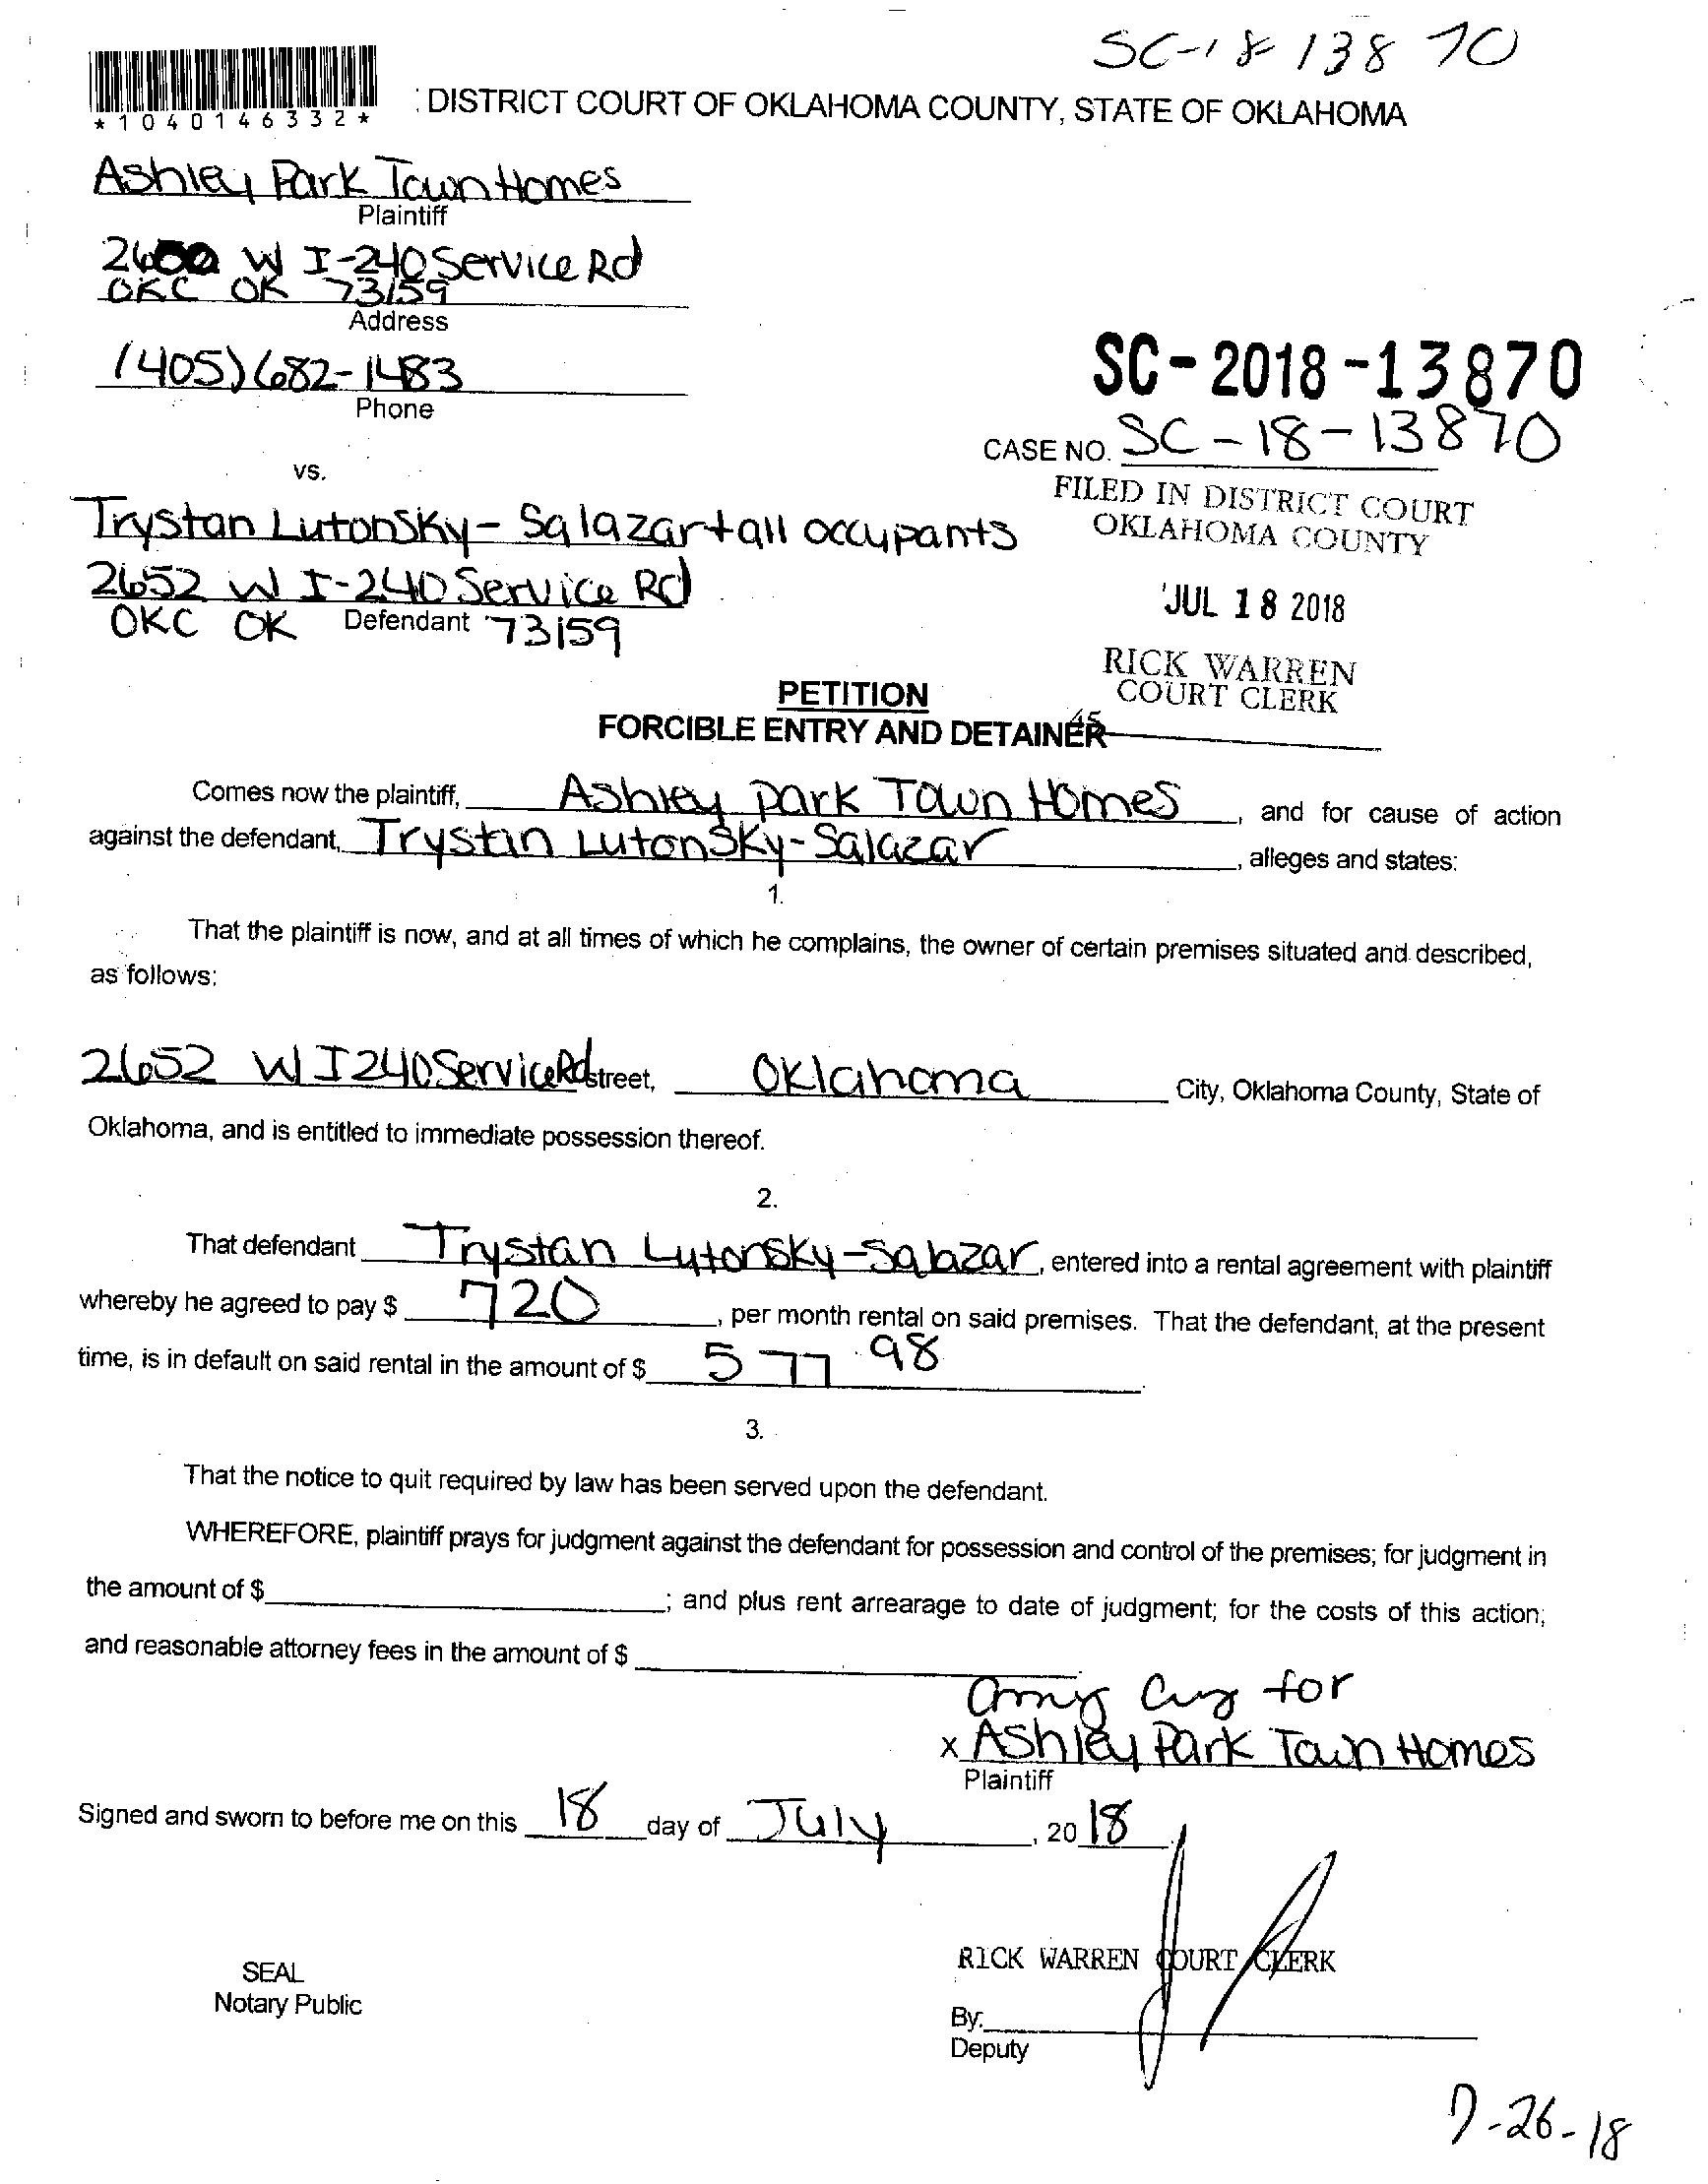 SC-18 13870
*1040146332*
: DISTRICT COURT OF OKLAHOMA COUNTY, STATE OF OKLAHOMA
Ashley Park Town Homes
Plaintiff
W I-240 Service Rd
OKC OK 73159
Address
(405) 682-1483
Phone
SC-2018-13870
CASE NO. SC-18-13870
vs.
FILED IN DISTRICT COURT
OKLAHOMA COUNTY
Trystan Lutonsky-Salazar + all occupants
2652 W I-240 Service Rd
OKC OK Defendant 73159
JUL 18 2018
RICK WARREN
COURT CLERK
45
PETITION
FORCIBLE ENTRY AND DETAINER
Comes now the plaintiff, Ashley Park Town Homes, and for cause of action
against the defendant, Trystan Lutonsky-Salazar, alleges and states:
1.
That the plaintiff is now, and at all times of which he complains, the owner of certain premises situated and described,
as follows:
2652 W I 240 Service Rd street, Oklahoma City, Oklahoma County, State of
Oklahoma, and is entitled to immediate possession thereof.
2.
That defendant Trystan Lutonsky-Salazar, entered into a rental agreement with plaintiff
whereby he agreed to pay $ 720, per month rental on said premises. That the defendant, at the present
time, is in default on said rental in the amount of $ 577.98
3.
That the notice to quit required by law has been served upon the defendant.
WHEREFORE, plaintiff prays for judgment against the defendant for possession and control of the premises; for judgment in
the amount of $ ; and plus rent arrearage to date of judgment; for the costs of this action;
and reasonable attorney fees in the amount of $
Amy for
x Ashley Park Town Homes
Plaintiff
Signed and sworn to before me on this 18 day of July, 20 18
SEAL
Notary Public
RICK WARREN COURT CLERK
By:
Deputy
7-26-18